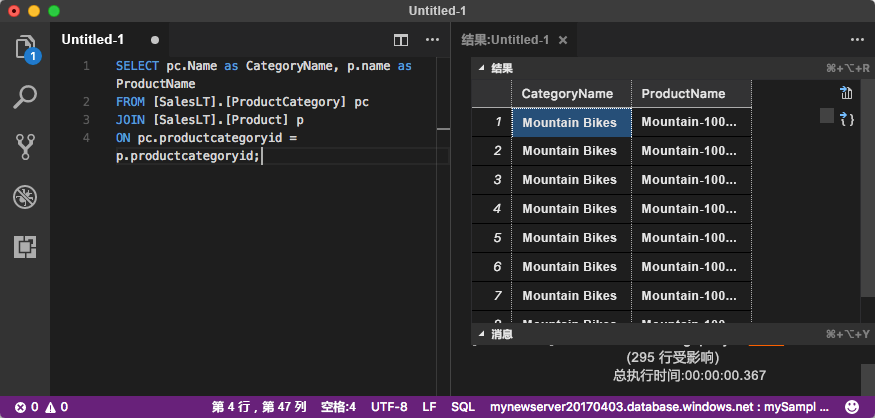 Untitled-1
Untitled-1
1
1 SELECT pc.Name as CategoryName, p.name as
ProductName
2 FROM [SalesLT].[ProductCategory] pc
3 JOIN [SalesLT].[Product] p
4 ON pc.productcategoryid =
p.productcategoryid;
结果:Untitled-1
结果 ⌘+⌥+R
CategoryName ProductName
1 Mountain Bikes Mountain-100...
2 Mountain Bikes Mountain-100...
3 Mountain Bikes Mountain-100...
4 Mountain Bikes Mountain-100...
5 Mountain Bikes Mountain-100...
6 Mountain Bikes Mountain-100...
7 Mountain Bikes Mountain-100...
Mountain Bikes Mountain-100...
消息 ⌘+⌥+Y
(295 行受影响)
总执行时间:00:00:00.367
0 0 第 4 行 , 第 47 列 空格:4 UTF-8 LF SQL mynewserver20170403.database.windows.net : mySampl ...